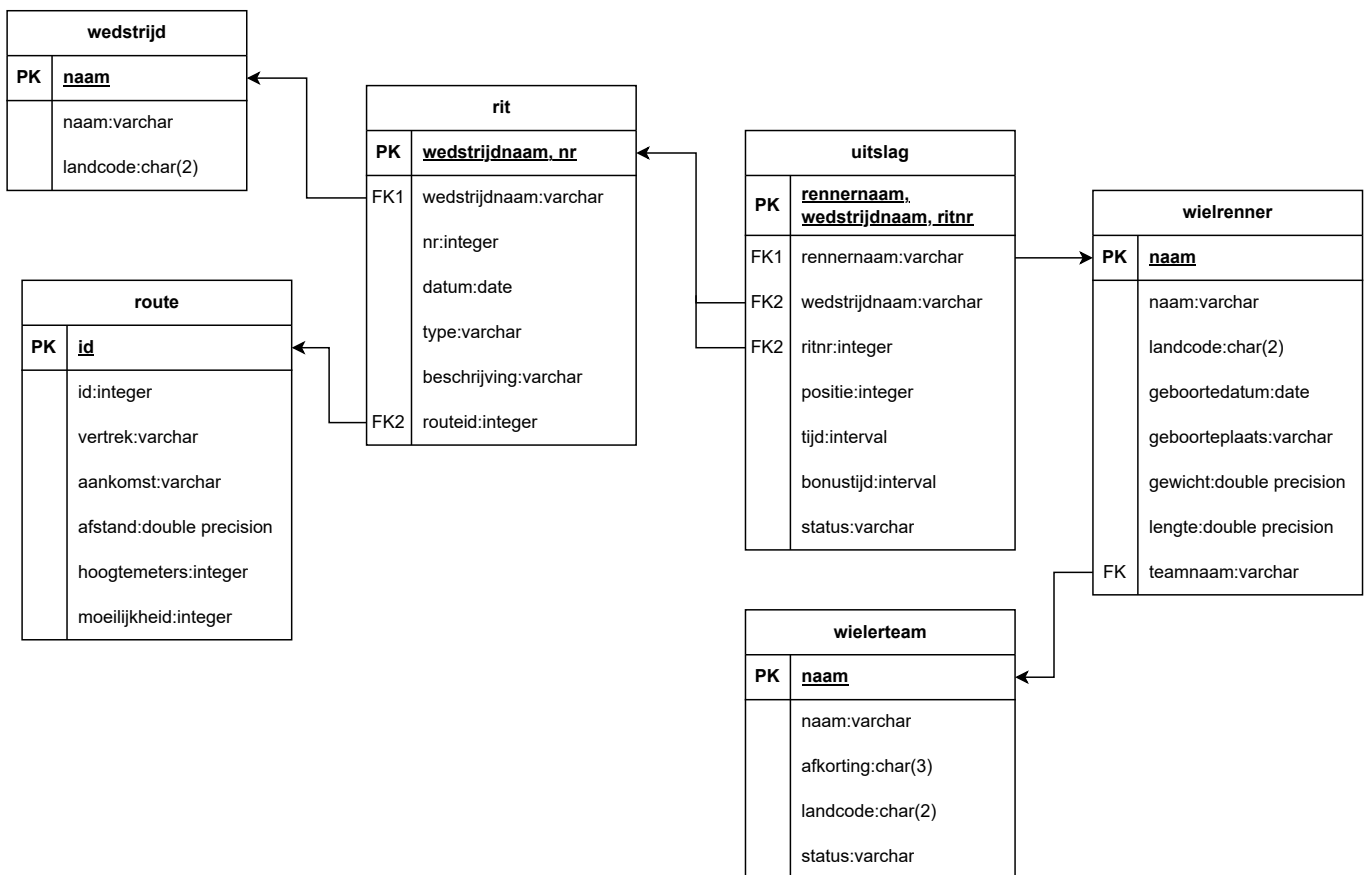 wedstrijd
PK naam
naam:varchar
landcode:char(2)
rit
PK wedstrijdnaam, nr
FK1 wedstrijdnaam:varchar
nr:integer
datum:date
type:varchar
beschrijving:varchar
FK2 routeid:integer
route
PK id
id:integer
vertrek:varchar
aankomst:varchar
afstand:double precision
hoogtemeters:integer
moeilijkheid:integer
uitslag
PK rennernaam,
wedstrijdnaam, ritnr
FK1 rennernaam:varchar
FK2 wedstrijdnaam:varchar
FK2 ritnr:integer
positie:integer
tijd:interval
bonustijd:interval
status:varchar
wielrenner
PK naam
naam:varchar
landcode:char(2)
geboortedatum:date
geboorteplaats:varchar
gewicht:double precision
lengte:double precision
FK teamnaam:varchar
wielerteam
PK naam
naam:varchar
afkorting:char(3)
landcode:char(2)
status:varchar